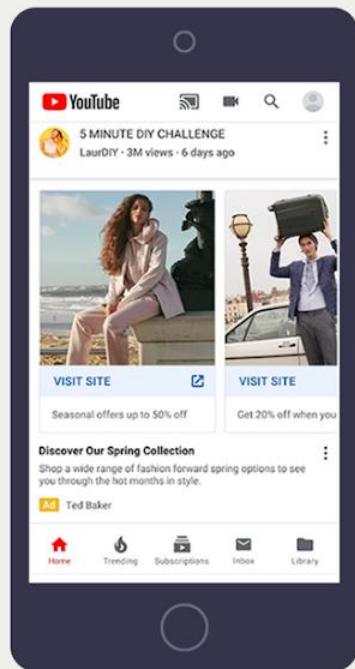 YouTube
5 MINUTE DIY CHALLENGE
LaurDIY · 3M views · 6 days ago
VISIT SITE
Seasonal offers up to 50% off
VISIT SITE
Get 20% off when you
Discover Our Spring Collection
Shop a wide range of fashion forward spring options to see
you through the hot months in style.
Ad Ted Baker
Home Trending Subscriptions Inbox Library